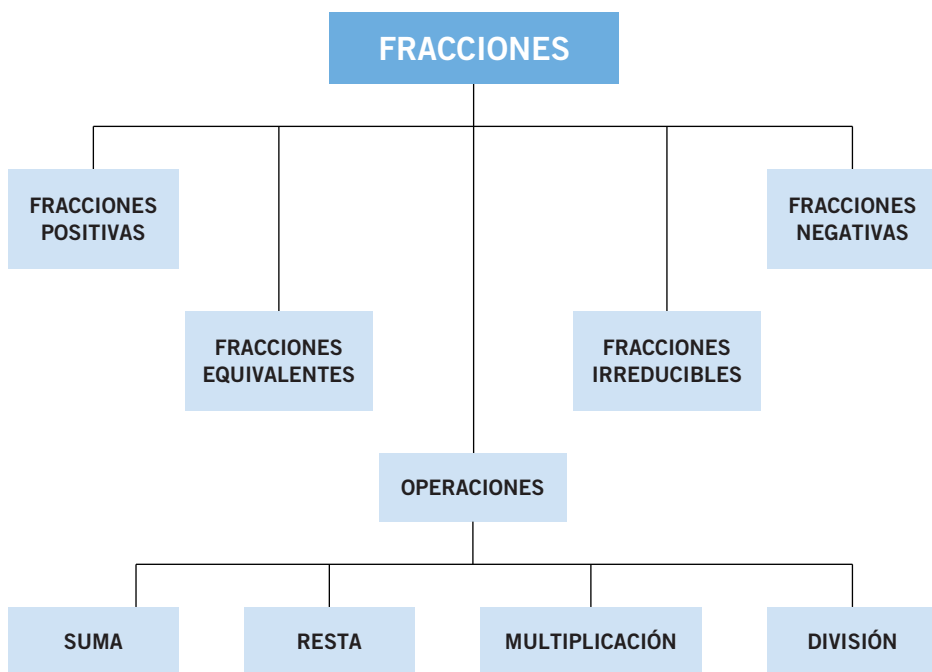 FRACCIONES
FRACCIONES
POSITIVAS
FRACCIONES
NEGATIVAS
FRACCIONES
EQUIVALENTES
FRACCIONES
IRREDUCIBLES
OPERACIONES
SUMA
RESTA
MULTIPLICACIÓN
DIVISIÓN